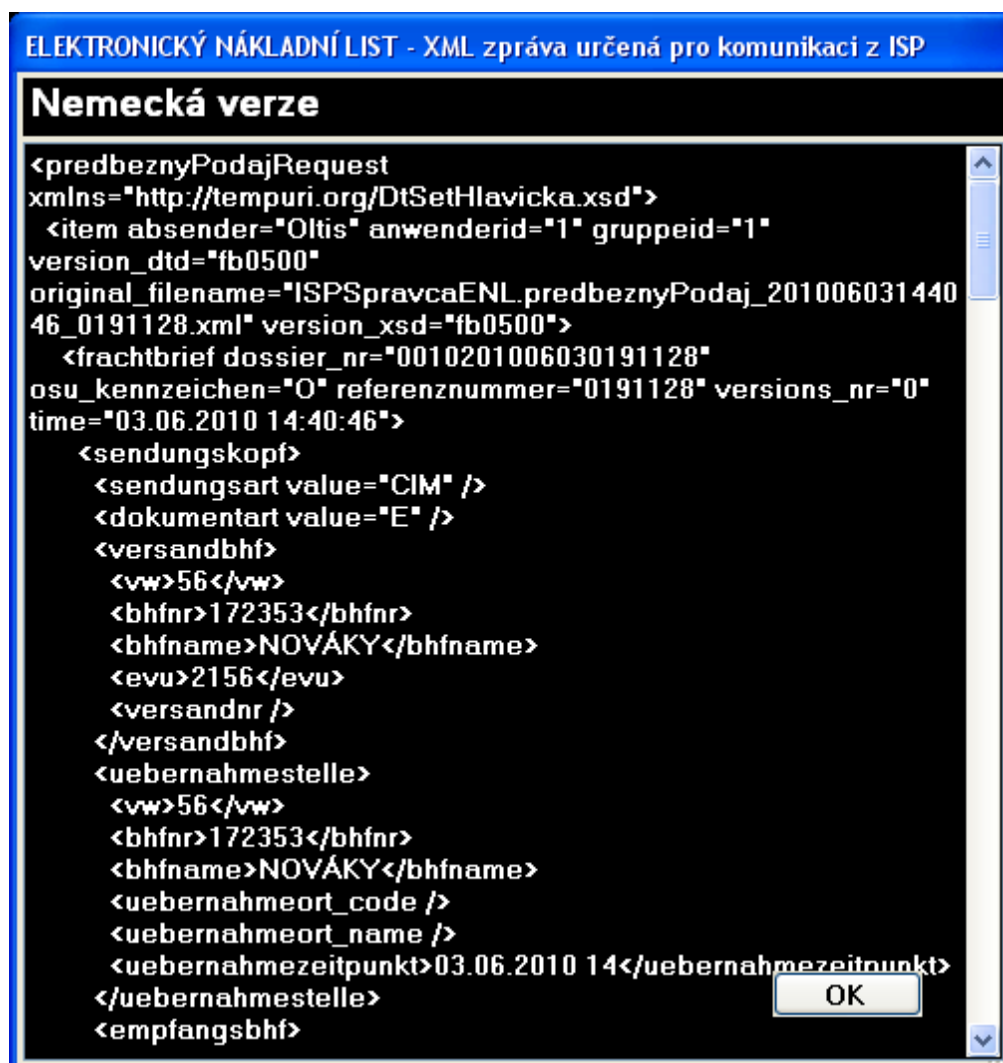 ELEKTRONICKÝ NÁKLADNÍ LIST - XML zpráva určená pro komunikaci z ISP
Nemecká verze
<predbeznyPodajRequest
xmlns="http://tempuri.org/DtSetHlavicka.xsd">
<item absender="Oltis" anwenderid="1" gruppeid="1"
version_dtd="fb0500"
original_filename="ISPSpravcaENL.predbeznyPodaj_201006031440
46_0191128.xml" version_xsd="fb0500">
<frachtbrief dossier_nr="0010201006030191128"
osu_kennzeichen="O" referenznummer="0191128" versions_nr="0"
time="03.06.2010 14:40:46">
<sendungskopf>
<sendungsart value="CIM" />
<dokumentart value="E" />
<versandbhf>
<vw>56</vw>
<bhfnr>172353</bhfnr>
<bhfname>NOVÁKY</bhfname>
<evu>2156</evu>
<versandnr />
</versandbhf>
<uebernahmestelle>
<vw>56</vw>
<bhfnr>172353</bhfnr>
<bhfname>NOVÁKY</bhfname>
<uebernahmeort_code />
<uebernahmeort_name />
<uebernahmezeitpunkt>03.06.2010 14</uebernahmezeitpunkt>
</uebernahmestelle>
OK
<empfangsbhf>